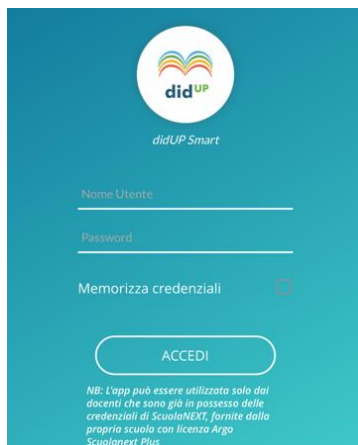 didUP
didUP Smart
Nome Utente
Password
Memorizza credenziali
ACCEDI
NB: L'app può essere utilizzata solo dai
docenti che sono già in possesso delle
credenziali di ScuolaNEXT, fornite dalla
propria scuola con licenza Argo
Scuolanext Plus